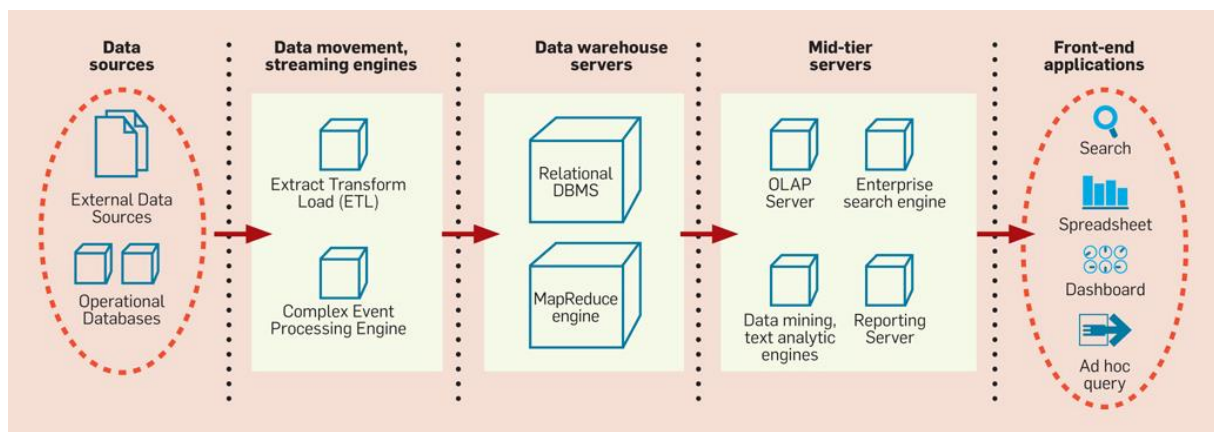 Data
sources
Data movement,
streaming engines
Data warehouse
servers
Mid-tier
servers
Front-end
applications
External Data
Sources
Operational
Databases
Extract Transform
Load (ETL)
Complex Event
Processing Engine
Relational
DBMS
MapReduce
engine
OLAP
Server
Enterprise
search engine
Data mining,
text analytic
engines
Reporting
Server
Search
Spreadsheet
Dashboard
Ad hoc
query